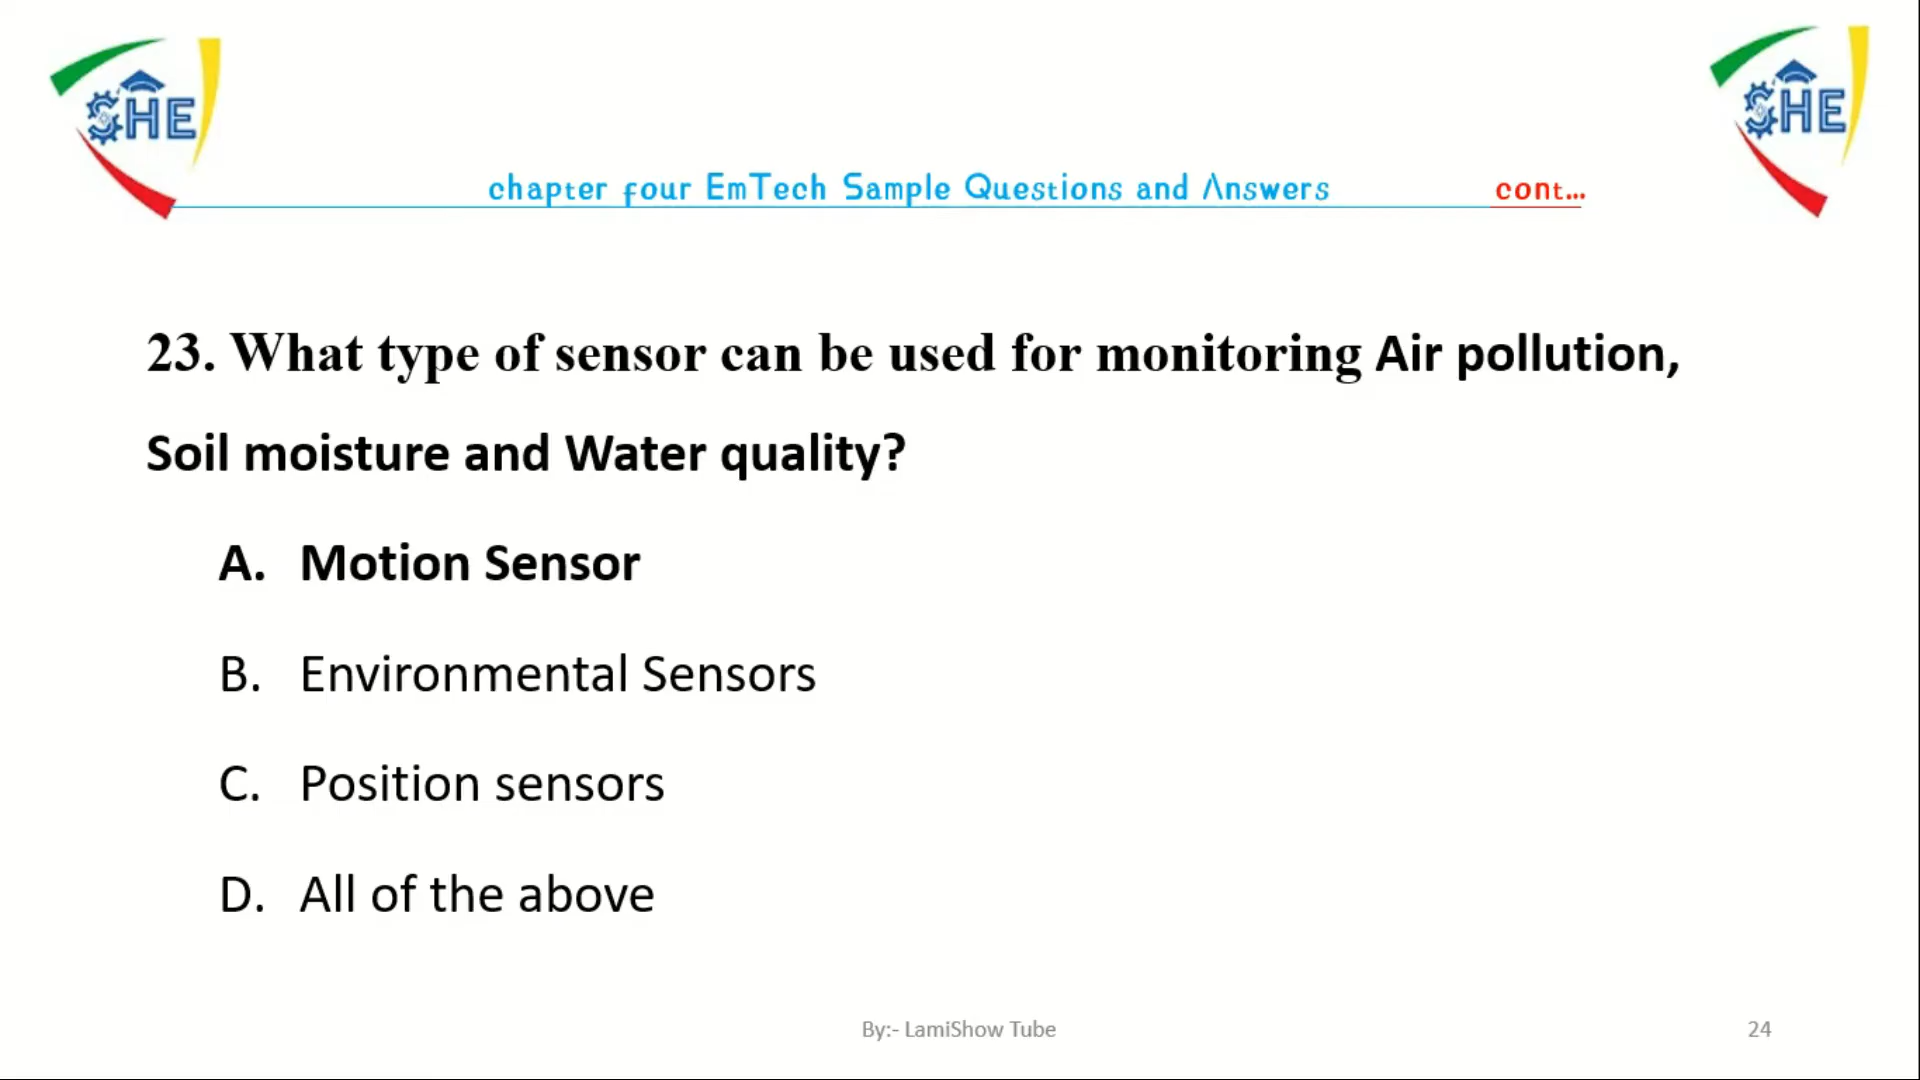 SHE
SHE
chapter four EmTech Sample Questions and Answers cont...
23. What type of sensor can be used for monitoring Air pollution,
Soil moisture and Water quality?
A. Motion Sensor
B. Environmental Sensors
C. Position sensors
D. All of the above
By:- LamiShow Tube
24